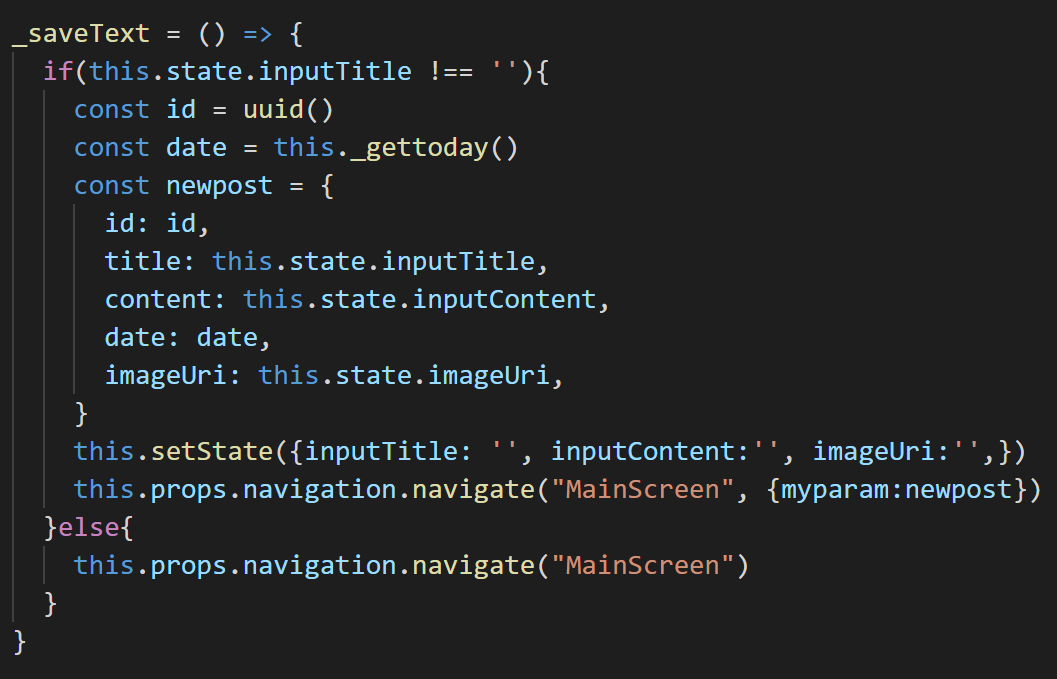 _saveText = () => {
  if(this.state.inputTitle !== ''){
    const id = uuid()
    const date = this._gettoday()
    const newpost = {
      id: id,
      title: this.state.inputTitle,
      content: this.state.inputContent,
      date: date,
      imageUri: this.state.imageUri,
    }
    this.setState({inputTitle: '', inputContent:'', imageUri:'',})
    this.props.navigation.navigate("MainScreen", {myparam:newpost})
  }else{
    this.props.navigation.navigate("MainScreen")
  }
}